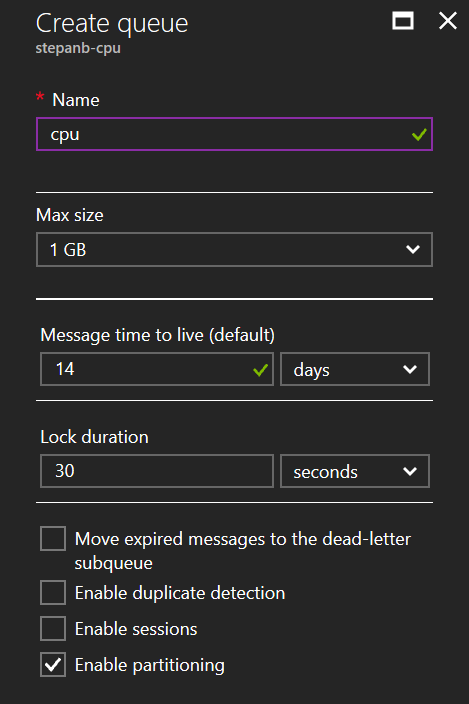 Create queue
stepanb-cpu
* Name
cpu
Max size
1 GB
Message time to live (default)
14 days
Lock duration
30 seconds
Move expired messages to the dead-letter
subqueue
Enable duplicate detection
Enable sessions
Enable partitioning